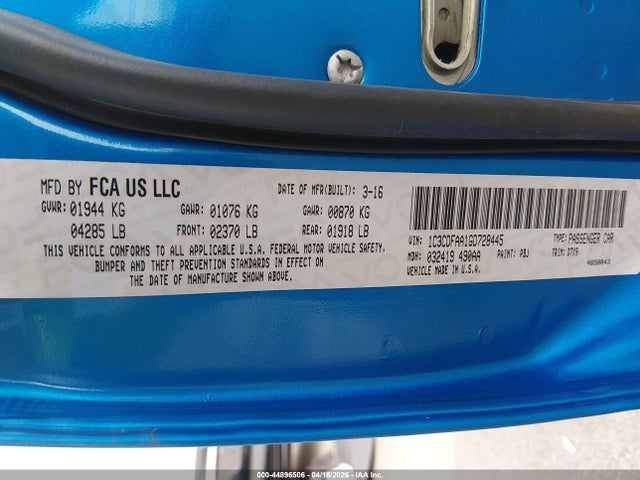 MFD BY FCA US LLC
DATE OF MFR(BUILT): 3-16
GVWR: 01944 KG GAWR: 01076 KG GAWR: 00870 KG
04285 LB FRONT: 02370 LB REAR: 01918 LB
THIS VEHICLE CONFORMS TO ALL APPLICABLE U.S.A. FEDERAL MOTOR VEHICLE SAFETY,
BUMPER AND THEFT PREVENTION STANDARDS IN EFFECT ON
THE DATE OF MANUFACTURE SHOWN ABOVE.
VIN: 1C3CDFAA1GD728445 TYPE: PASSENGER CAR
MDH: 032419 490AA PAINT: PBJ TRIM: D7X9
MADE IN U.S.A. 4650843
000-44896506 - 04/16/2026 - IAA Inc.